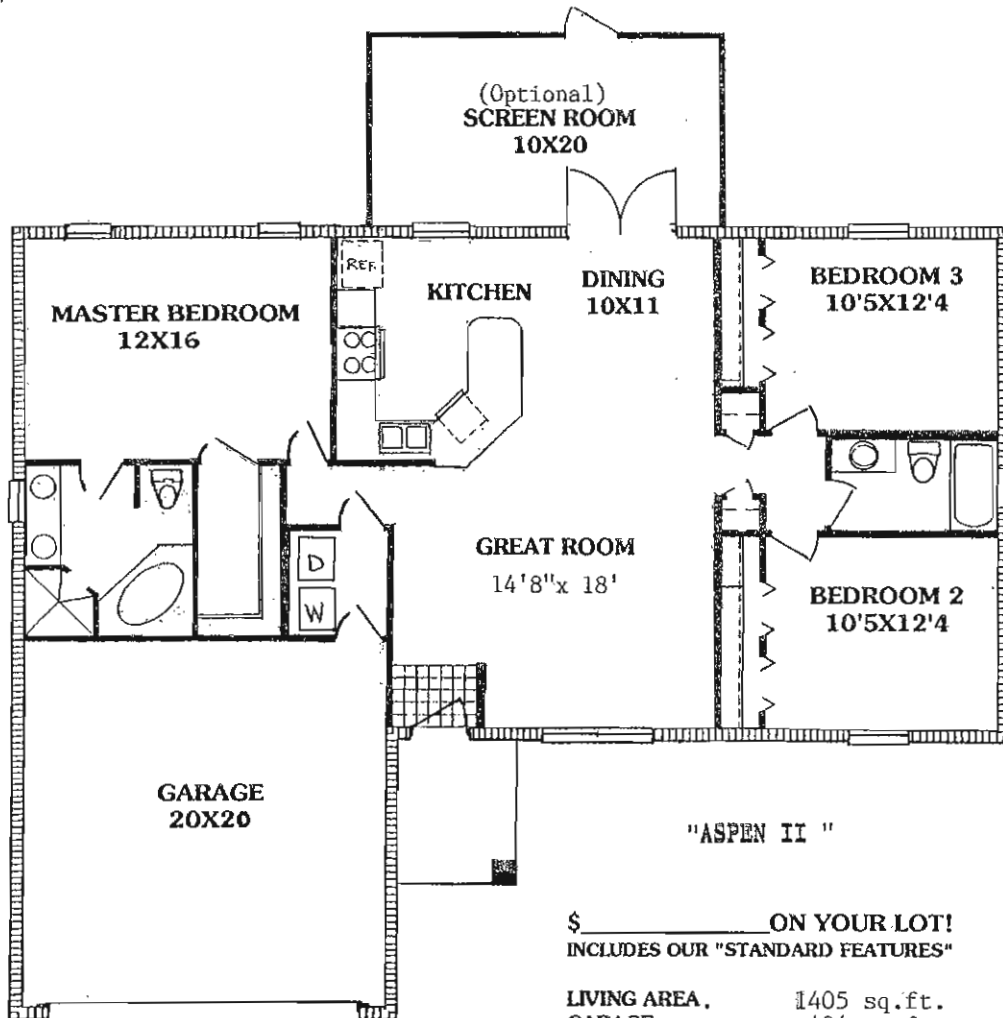 (Optional)
SCREEN ROOM
10X20
MASTER BEDROOM
12X16
REF.
KITCHEN
DINING
10X11
BEDROOM 3
10'5X12'4
D
W
GREAT ROOM
14'8"x 18'
BEDROOM 2
10'5X12'4
GARAGE
20X20
"ASPEN II "
$ ON YOUR LOT!
INCLUDES OUR "STANDARD FEATURES"
LIVING AREA. 1405 sq.ft.